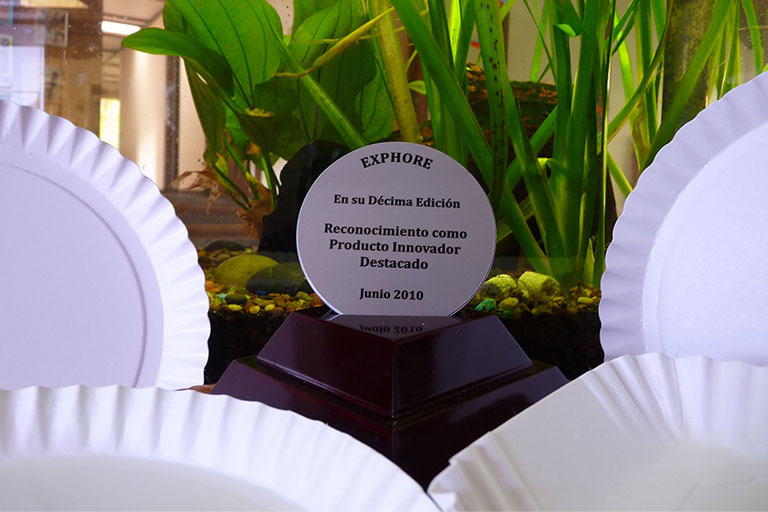 EXPHORE
En su Décima Edición
Reconocimiento como
Producto Innovador
Destacado
Junio 2010